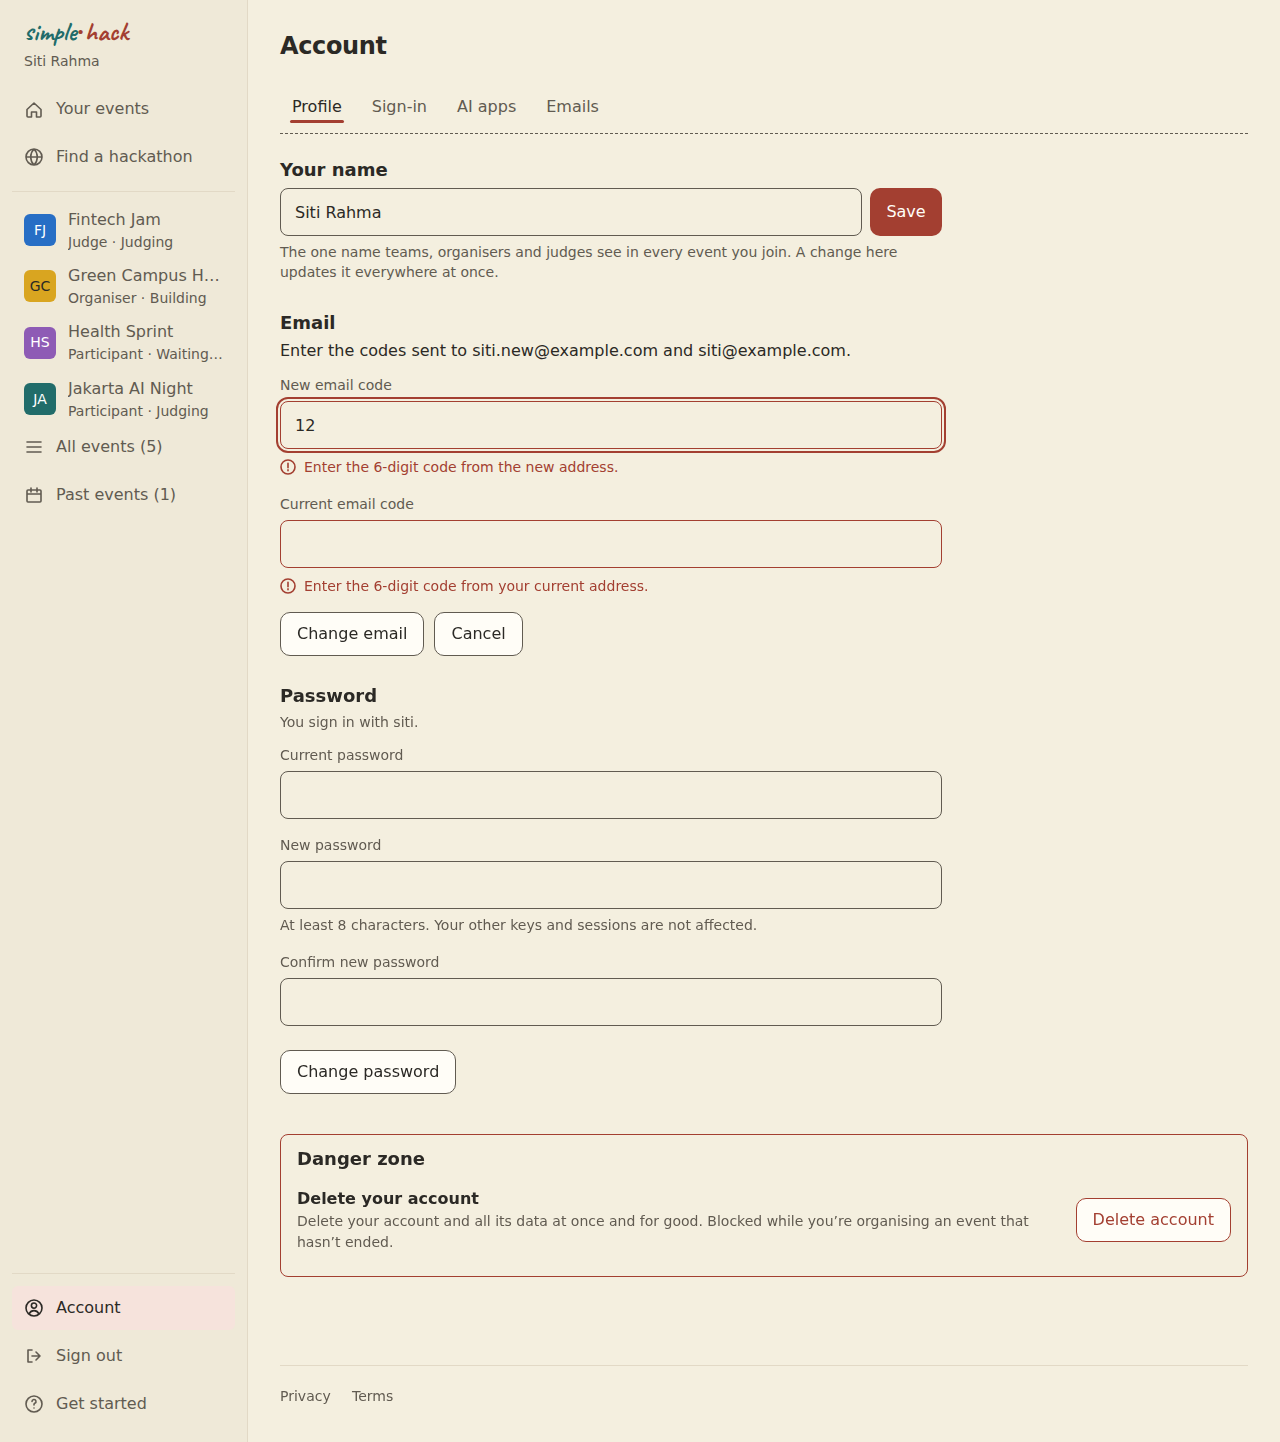 simple·hack
Siti Rahma
Your events
Find a hackathon
FJ
Fintech Jam
Judge · Judging
GC
Green Campus H…
Organiser · Building
HS
Health Sprint
Participant · Waiting…
JA
Jakarta AI Night
Participant · Judging
All events (5)
Past events (1)
Account
Sign out
Get started
Account
Profile
Sign-in
AI apps
Emails
Your name
Siti Rahma
Save
The one name teams, organisers and judges see in every event you join. A change here
updates it everywhere at once.
Email
Enter the codes sent to siti.new@example.com and siti@example.com.
New email code
12
Enter the 6-digit code from the new address.
Current email code
Enter the 6-digit code from your current address.
Change email
Cancel
Password
You sign in with siti.
Current password
New password
At least 8 characters. Your other keys and sessions are not affected.
Confirm new password
Change password
Danger zone
Delete your account
Delete your account and all its data at once and for good. Blocked while you’re organising an event that
hasn’t ended.
Delete account
Privacy
Terms